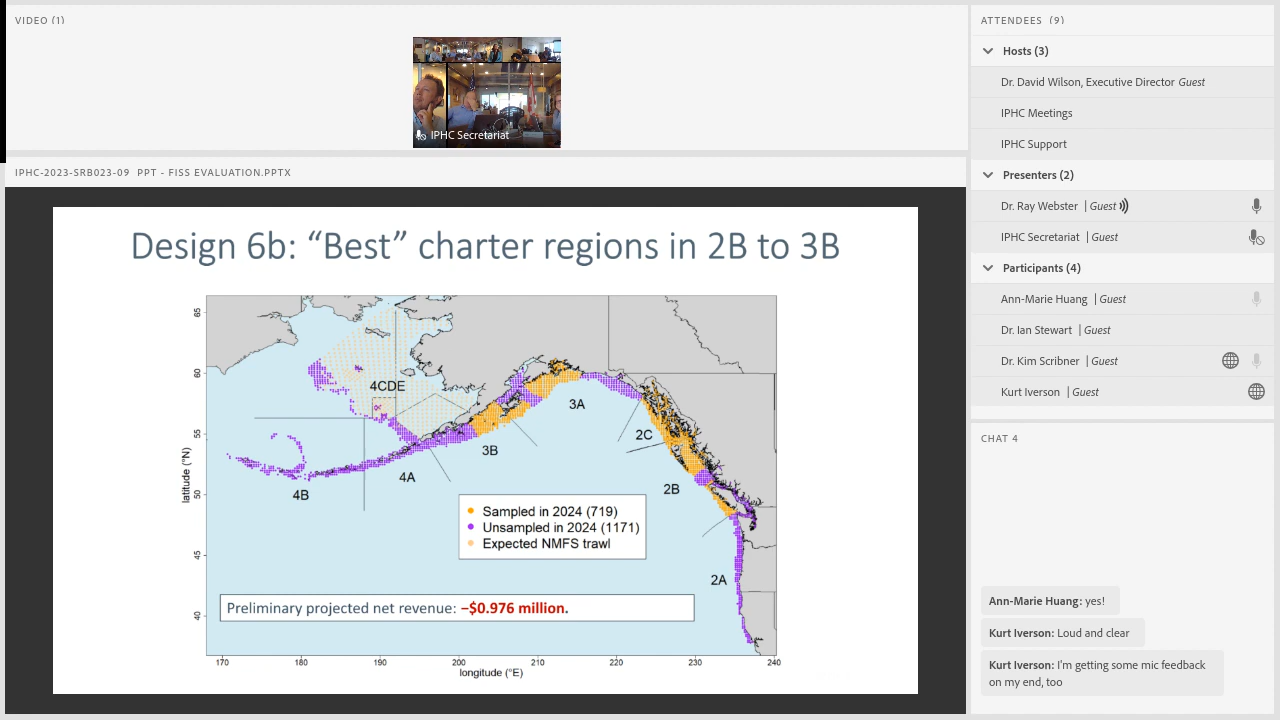 VIDEO (1)
IPHC Secretariat
IPHC-2023-SRB023-09 PPT - FISS EVALUATION.PPTX
Design 6b: “Best” charter regions in 2B to 3B
65
60
55
50
45
40
latitude (°N)
4CDE
3A
2C
3B
2B
4A
4B
2A
Sampled in 2024 (719)
Unsampled in 2024 (1171)
Expected NMFS trawl
Preliminary projected net revenue: –$0.976 million.
170 180 190 200 210 220 230 240
longitude (°E)
ATTENDEES (9)
Hosts (3)
Dr. David Wilson, Executive Director Guest
IPHC Meetings
IPHC Support
Presenters (2)
Dr. Ray Webster | Guest
IPHC Secretariat | Guest
Participants (4)
Ann-Marie Huang | Guest
Dr. Ian Stewart | Guest
Dr. Kim Scribner | Guest
Kurt Iverson | Guest
CHAT 4
Ann-Marie Huang: yes!
Kurt Iverson: Loud and clear
Kurt Iverson: I'm getting some mic feedback
on my end, too